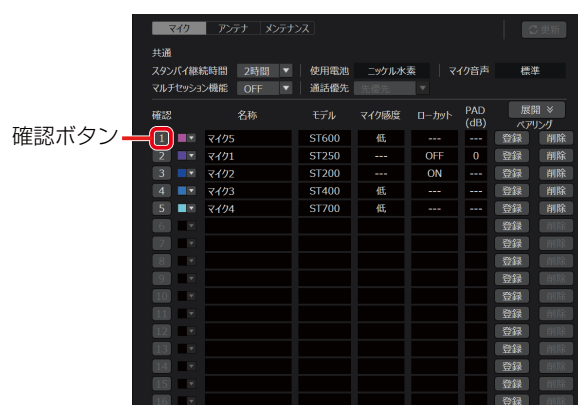 マイク アンテナ メンテナンス 更新
共通
スタンバイ継続時間 2時間 ▼ 使用電池 ニッケル水素 マイク音声 標準
マルチセッション機能 OFF ▼ 通話優先 先優先 ▼
確認 名称 モデル マイク感度 ローカット PAD (dB) 展開 ペアリング
確認ボタン
1 マイク5 ST600 低 --- --- 登録 削除
2 マイク1 ST250 --- OFF 0 登録 削除
3 マイク2 ST200 --- ON --- 登録 削除
4 マイク3 ST400 低 --- --- 登録 削除
5 マイク4 ST700 低 --- --- 登録 削除
6 登録 削除
7 登録 削除
8 登録 削除
9 登録 削除
10 登録 削除
11 登録 削除
12 登録 削除
13 登録 削除
14 登録 削除
15 登録 削除
16 登録 削除